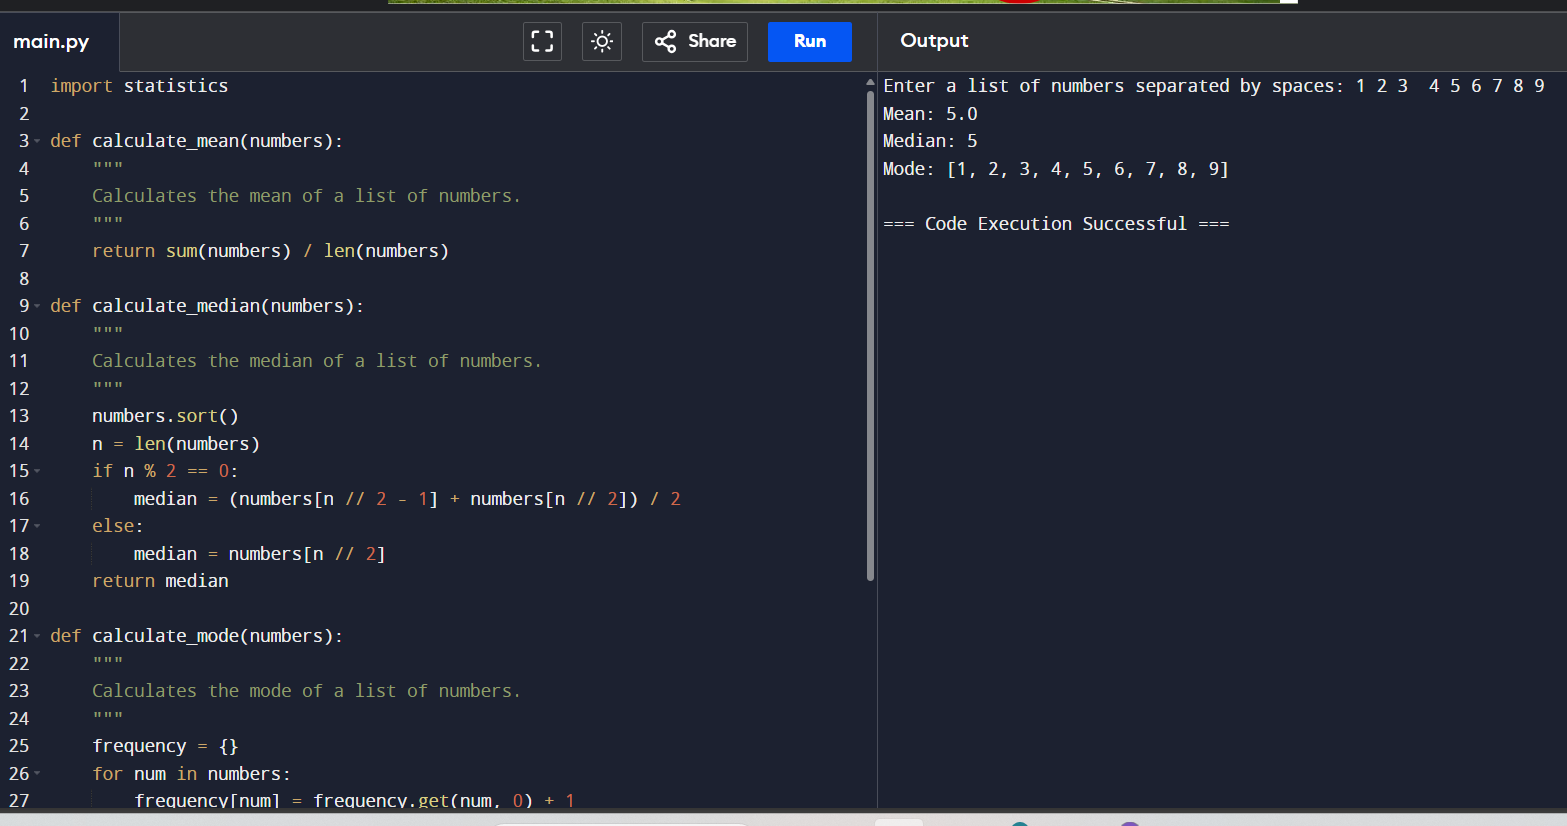 main.py
Share
Run
Output
1 import statistics
2
3 def calculate_mean(numbers):
4     """
5     Calculates the mean of a list of numbers.
6     """
7     return sum(numbers) / len(numbers)
8
9 def calculate_median(numbers):
10     """
11     Calculates the median of a list of numbers.
12     """
13     numbers.sort()
14     n = len(numbers)
15     if n % 2 == 0:
16         median = (numbers[n // 2 - 1] + numbers[n // 2]) / 2
17     else:
18         median = numbers[n // 2]
19     return median
20
21 def calculate_mode(numbers):
22     """
23     Calculates the mode of a list of numbers.
24     """
25     frequency = {}
26     for num in numbers:
27         frequency[num] = frequency.get(num, 0) + 1
Enter a list of numbers separated by spaces: 1 2 3  4 5 6 7 8 9
Mean: 5.0
Median: 5
Mode: [1, 2, 3, 4, 5, 6, 7, 8, 9]
=== Code Execution Successful ===